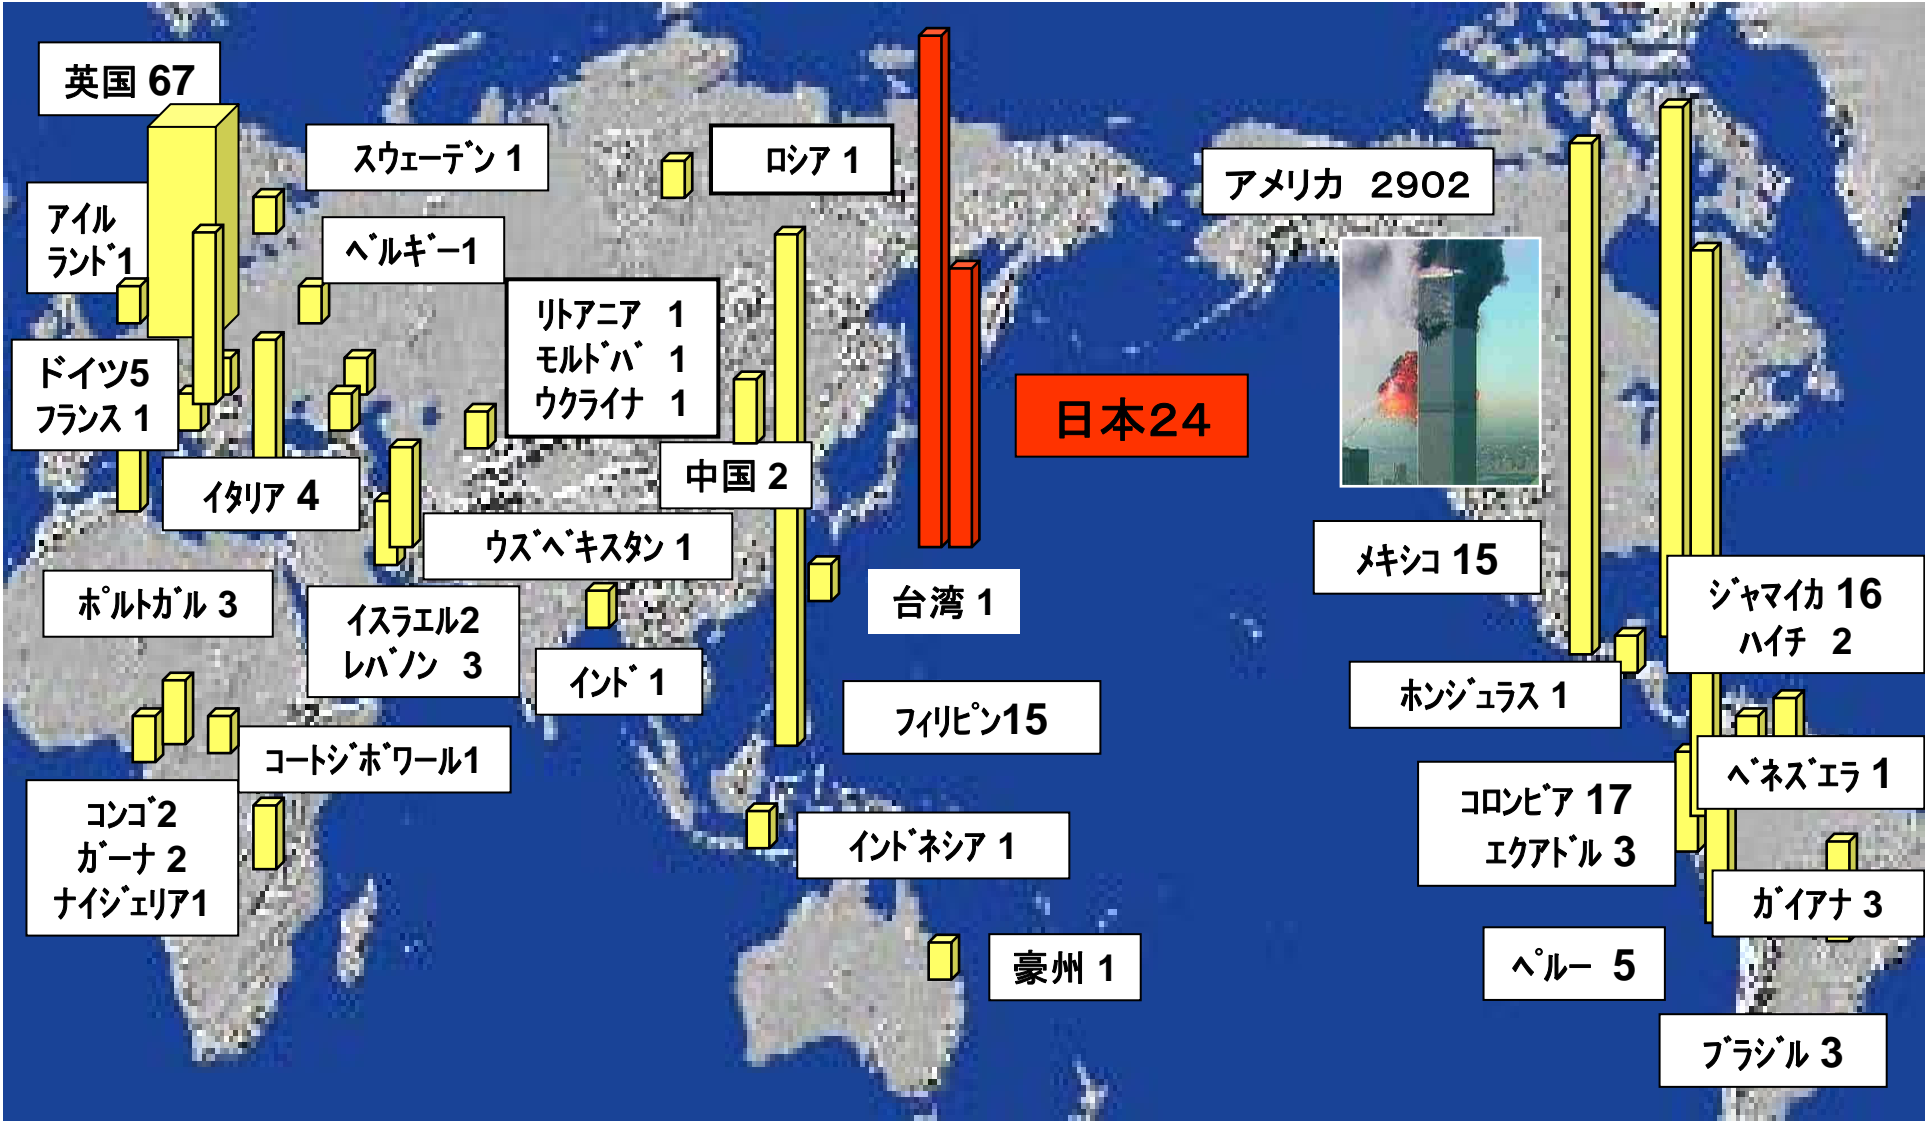 英国 67
スウェーデン 1
ロシア 1
アメリカ 2902
アイル
ランド1
ベルギー1
リトアニア 1
モルドバ 1
ウクライナ 1
ドイツ5
フランス 1
日本24
中国 2
イタリア 4
ウズベキスタン 1
メキシコ 15
ポルトガル 3
イスラエル2
レバノン 3
台湾 1
ジャマイカ 16
ハイチ 2
インド 1
ホンジュラス 1
フィリピン15
コートジボワール1
ベネズエラ 1
コンゴ2
ガーナ 2
ナイジェリア1
コロンビア 17
エクアドル 3
インドネシア 1
ガイアナ 3
豪州 1
ペルー 5
ブラジル 3